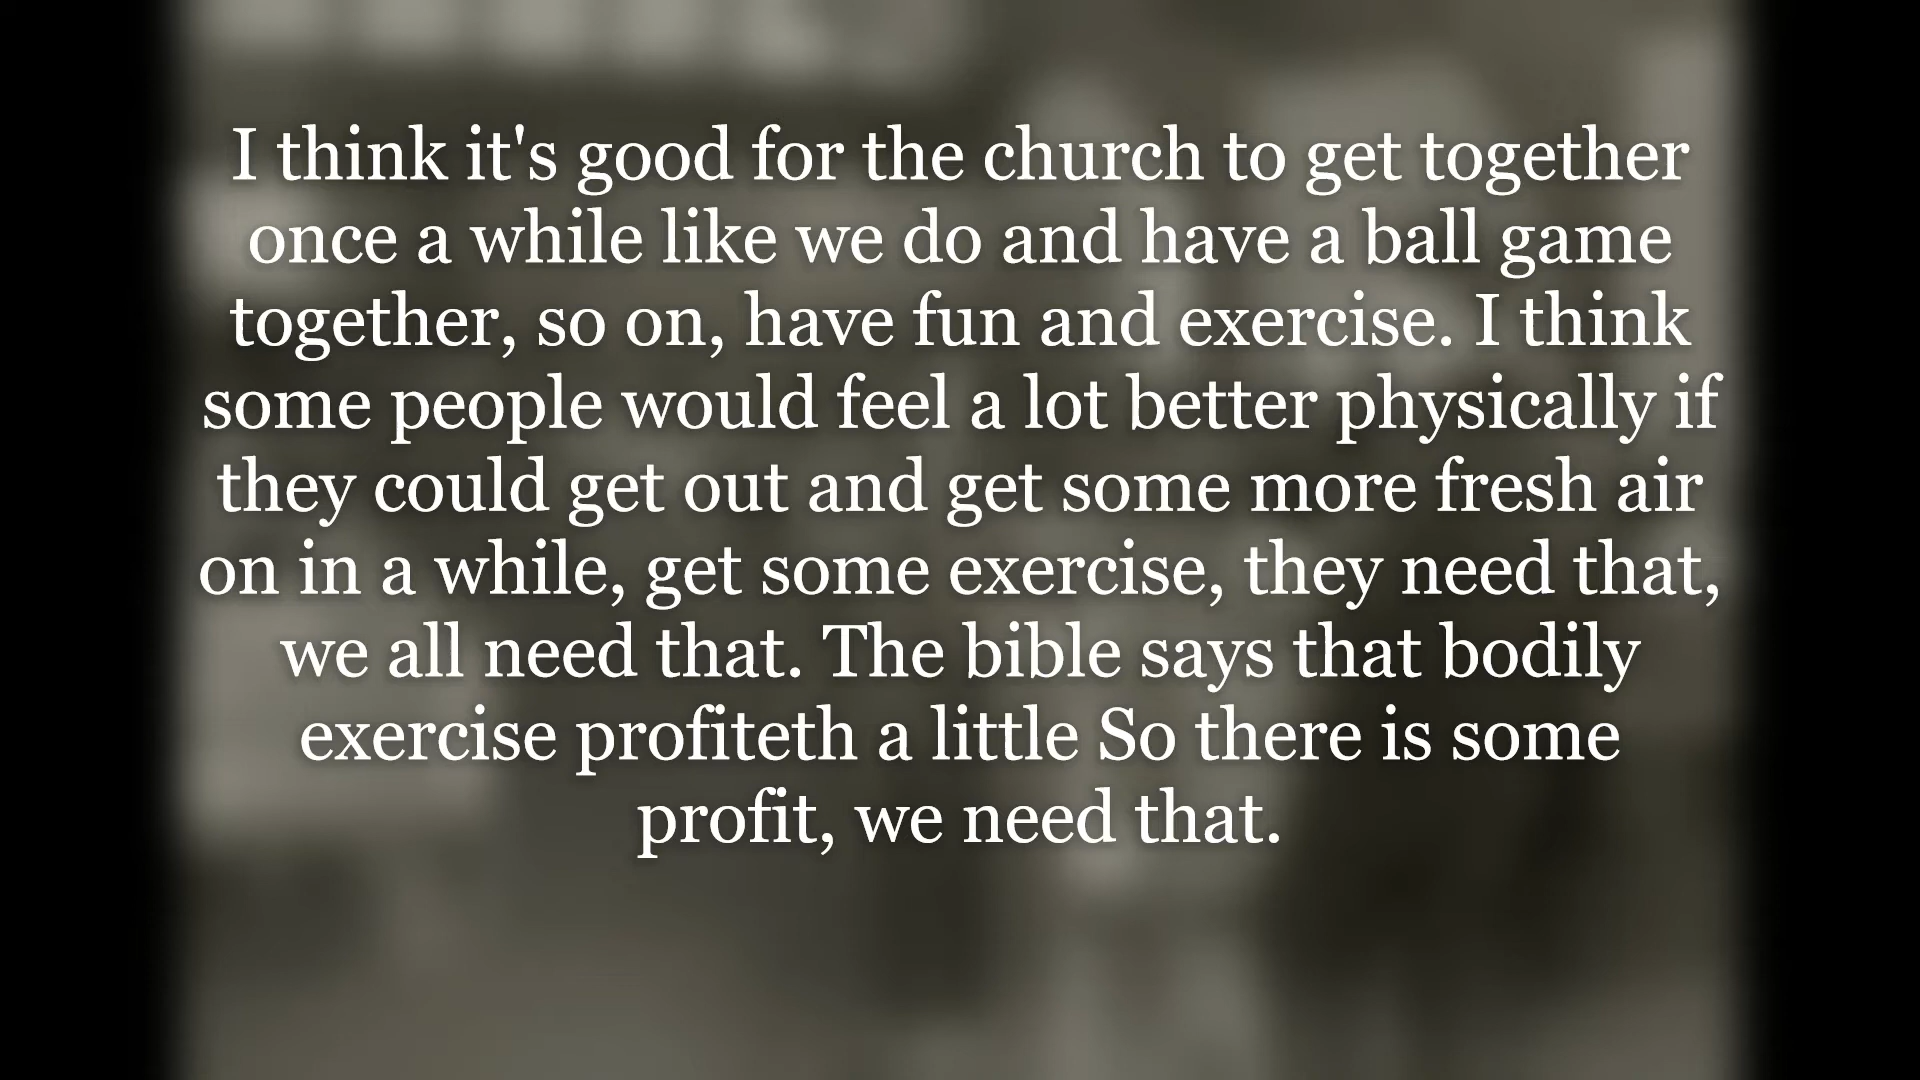 I think it's good for the church to get together
once a while like we do and have a ball game
together, so on, have fun and exercise. I think
some people would feel a lot better physically if
they could get out and get some more fresh air
on in a while, get some exercise, they need that,
we all need that. The bible says that bodily
exercise profiteth a little So there is some
profit, we need that.